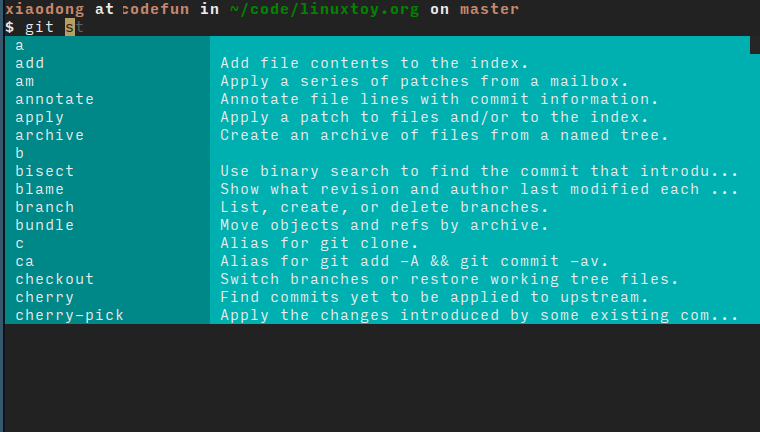 xiaodong at codefun in ~/code/linuxtoy.org on master
$ git st
a
add Add file contents to the index.
am Apply a series of patches from a mailbox.
annotate Annotate file lines with commit information.
apply Apply a patch to files and/or to the index.
archive Create an archive of files from a named tree.
b
bisect Use binary search to find the commit that introdu...
blame Show what revision and author last modified each ...
branch List, create, or delete branches.
bundle Move objects and refs by archive.
c Alias for git clone.
ca Alias for git add -A && git commit -av.
checkout Switch branches or restore working tree files.
cherry Find commits yet to be applied to upstream.
cherry-pick Apply the changes introduced by some existing com...